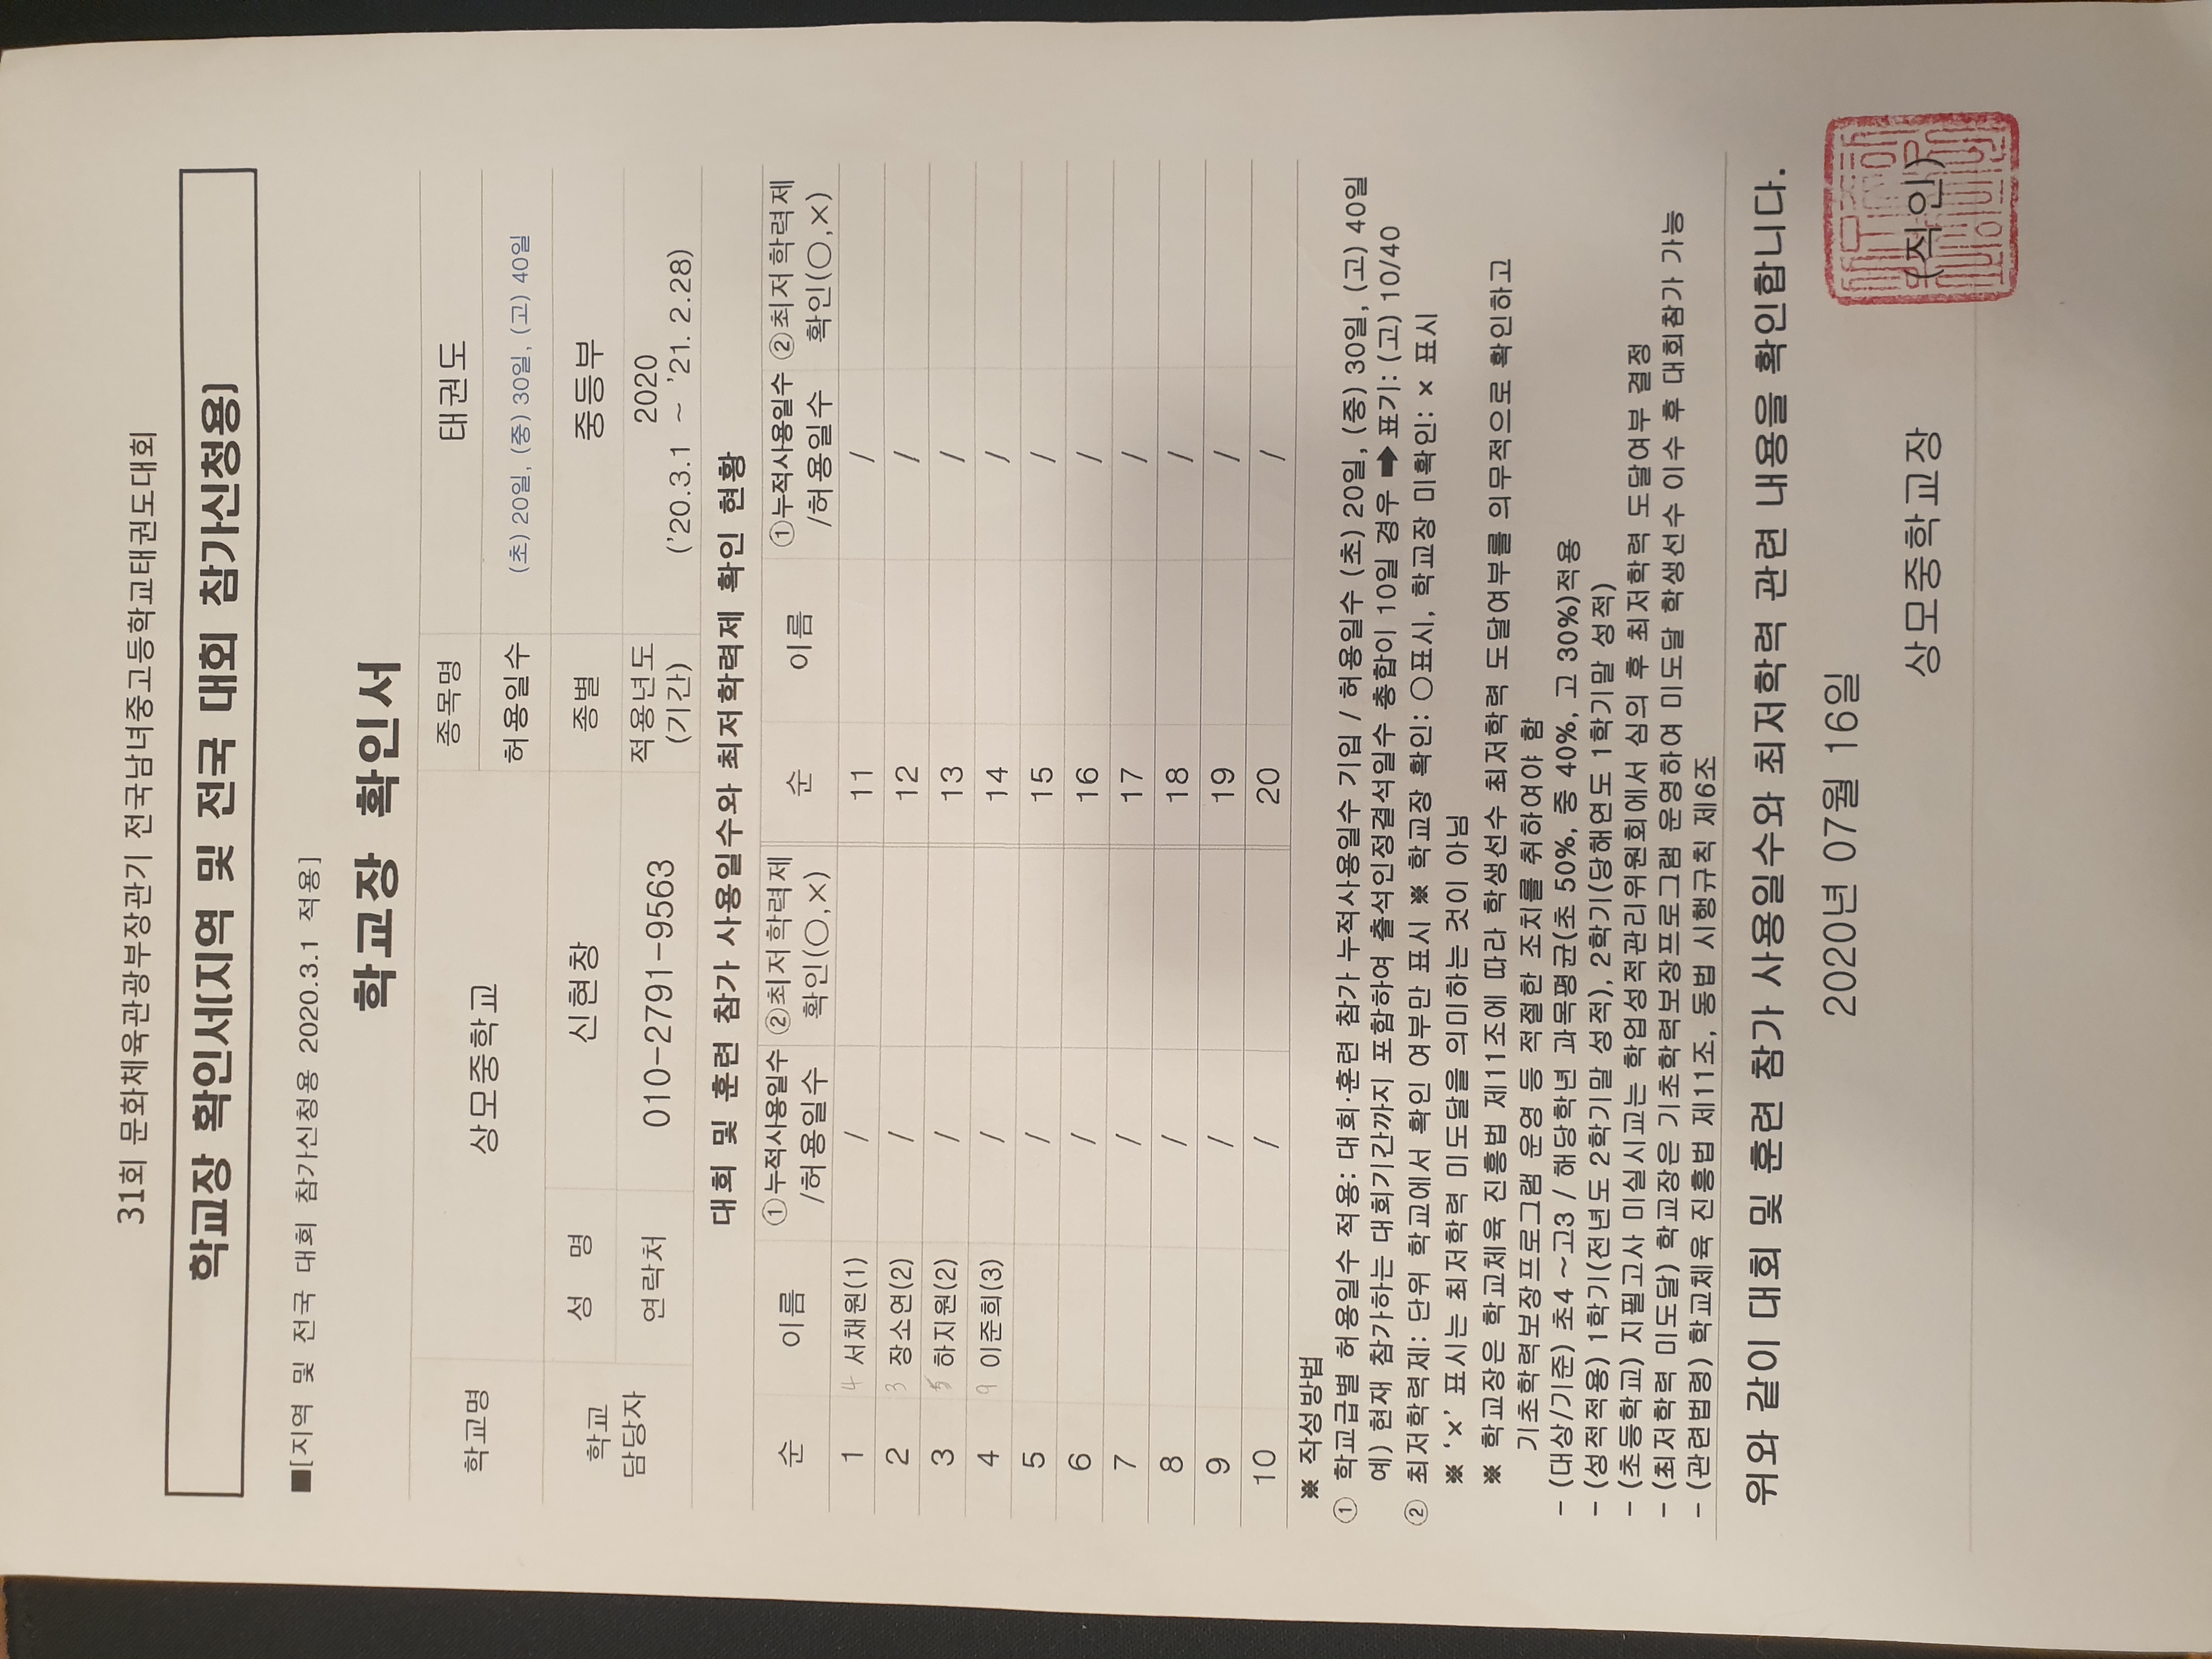 31회 문화체육관광부장관기 전국남녀중고등학교태권도대회
학교장 확인서[지역 및 전국 대회 참가신청용]
■[지역 및 전국 대회 참가신청용 2020.3.1 적용]
학교장 확인서
학교명 상모중학교 종목명 태권도
허용일수 (초) 20일, (중) 30일, (고) 40일
학교 담당자 성 명 신현창 종별 중등부
연락처 010-2791-9563 적용년도 (기간) 2020 ('20.3.1 ~ '21. 2.28)
대회 및 훈련 참가 사용일수와 최저학력제 확인 현황
순 이름 ①누적사용일수 /허용일수 ②최저학력제 확인(○,×) 순 이름 ①누적사용일수 /허용일수 ②최저학력제 확인(○,×)
1 4 서채원(1) / 11 /
2 3 장소연(2) / 12 /
3 하지원(2) / 13 /
4 9 이준희(3) / 14 /
5 / 15 /
6 / 16 /
7 / 17 /
8 / 18 /
9 / 19 /
10 / 20 /
※ 작성방법
① 학교급별 허용일수 적용: 대회·훈련 참가 누적사용일수 기입 / 허용일수 (초) 20일, (중) 30일, (고) 40일
예) 현재 참가하는 대회기간까지 포함하여 출석인정결석일수 총합이 10일 경우 ➡표기: (고) 10/40
② 최저학력제: 단위 학교에서 확인 여부만 표시 ※ 학교장 확인: ○표시, 학교장 미확인: × 표시
※ ‘×’ 표시는 최저학력 미도달을 의미하는 것이 아님
※ 학교장은 학교체육 진흥법 제11조에 따라 학생선수 최저학력 도달여부를 의무적으로 확인하고
기초학력보장프로그램 운영 등 적절한 조치를 취하여야 함
- (대상/기준) 초4 ~고3 / 해당학년 과목평균(초 50%, 중 40%, 고 30%)적용
- (성적적용) 1학기(전년도 2학기말 성적), 2학기(당해연도 1학기말 성적)
- (초등학교) 지필고사 미실시교는 학업성적관리위원회에서 심의 후 최저학력 도달여부 결정
- (최저학력 미도달) 학교장은 기초학력보장프로그램 운영하여 미도달 학생선수 이수 후 대회참가 가능
- (관련법령) 학교체육 진흥법 제11조, 동법 시행규칙 제6조
위와 같이 대회 및 훈련 참가 사용일수와 최저학력 관련 내용을 확인합니다.
2020년 07월 16일
상모중학교장 (직인)